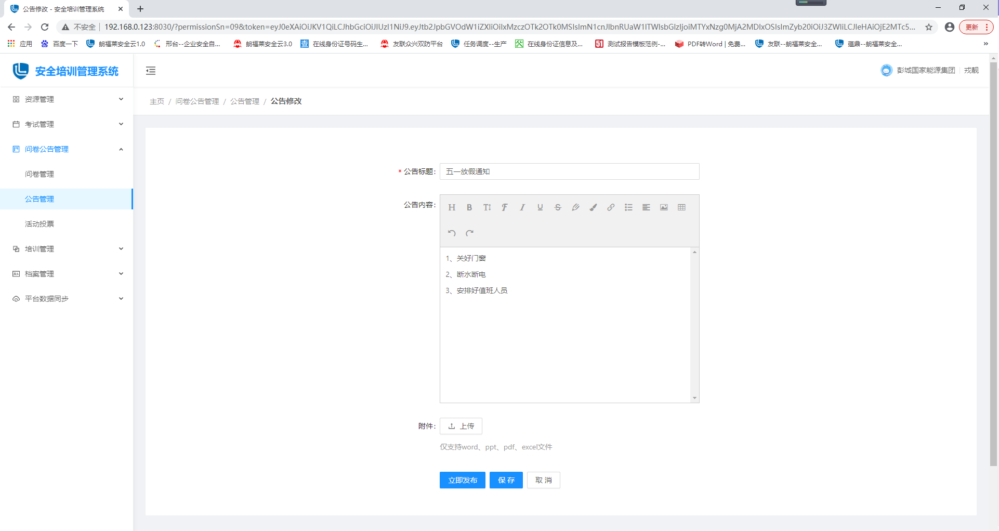 公告修改 - 安全培训管理系统
不安全 192.168.0.123:8030/?permissionSn=09&token=
更新
应用 百度一下 朗福莱安全云1.0 邢台--企业安全自... 朗福莱安全云3.0 在线身份证号码生... 友联众兴双防平台 任务调度--生产 在线身份证信息及... 测试报告模板范例-... PDF转Word | 免费... 友联--朗福莱安全... 蕴鼎--朗福莱安全... »
安全培训管理系统
彭城国家能源集团 戎靓
主页 / 问卷公告管理 / 公告管理 / 公告修改
资源管理
考试管理
问卷公告管理
问卷管理
公告管理
活动投票
培训管理
档案管理
平台数据同步
* 公告标题: 五一放假通知
公告内容:
1、关好门窗
2、断水断电
3、安排好值班人员
附件: 上传
仅支持word、ppt、pdf、excel文件
立即发布 保 存 取 消